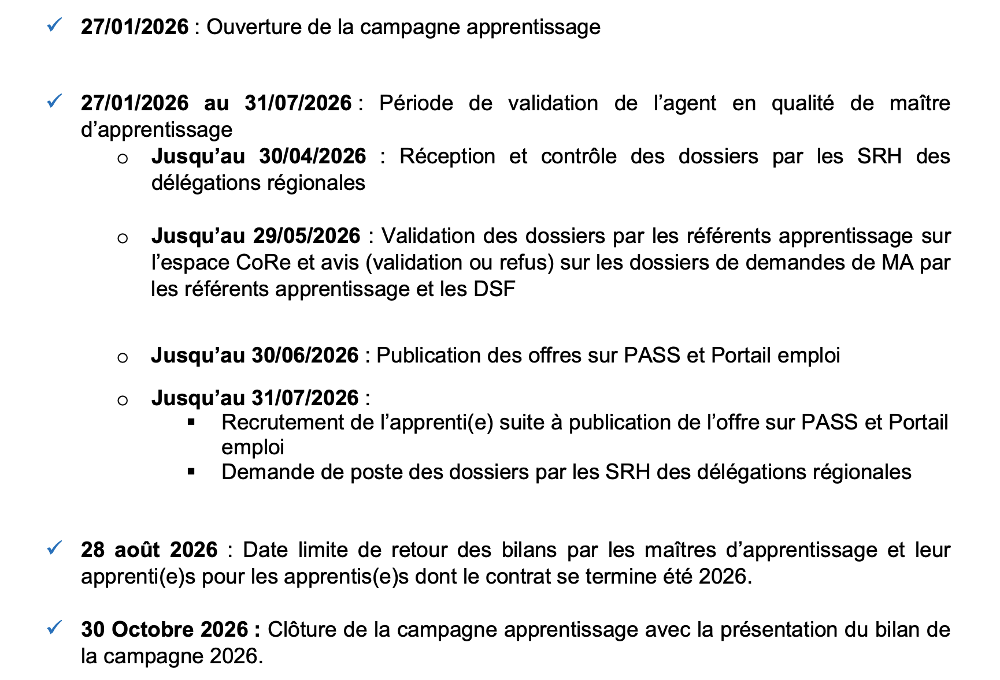 ✓ 27/01/2026 : Ouverture de la campagne apprentissage
✓ 27/01/2026 au 31/07/2026 : Période de validation de l’agent en qualité de maître
d’apprentissage
o Jusqu’au 30/04/2026 : Réception et contrôle des dossiers par les SRH des
délégations régionales
o Jusqu’au 29/05/2026 : Validation des dossiers par les référents apprentissage sur
l’espace CoRe et avis (validation ou refus) sur les dossiers de demandes de MA par
les référents apprentissage et les DSF
o Jusqu’au 30/06/2026 : Publication des offres sur PASS et Portail emploi
o Jusqu’au 31/07/2026 :
▪ Recrutement de l’apprenti(e) suite à publication de l’offre sur PASS et Portail
emploi
▪ Demande de poste des dossiers par les SRH des délégations régionales
✓ 28 août 2026 : Date limite de retour des bilans par les maîtres d’apprentissage et leur
apprenti(e)s pour les apprentis(e)s dont le contrat se termine été 2026.
✓ 30 Octobre 2026 : Clôture de la campagne apprentissage avec la présentation du bilan de
la campagne 2026.